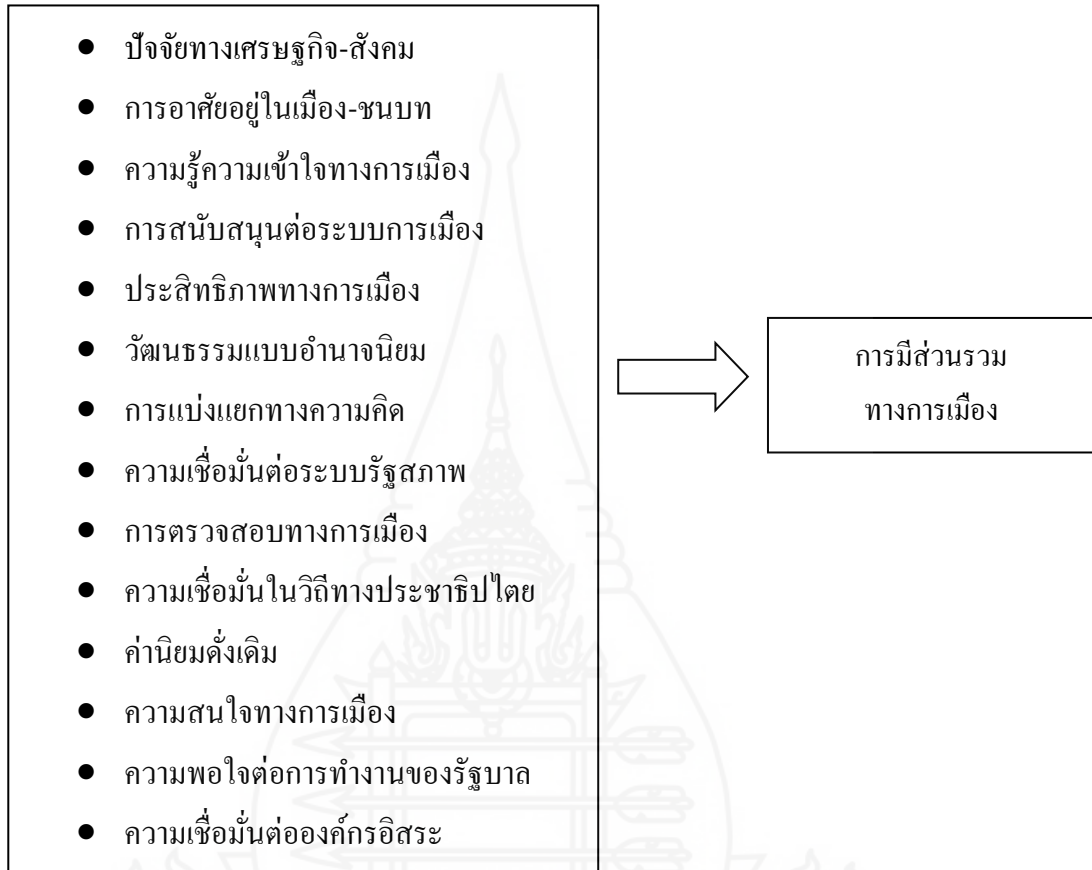 ● ปัจจัยทางเศรษฐกิจ-สังคม
● การอาศัยอยู่ในเมือง-ชนบท
● ความรู้ความเข้าใจทางการเมือง
● การสนับสนุนต่อระบบการเมือง
● ประสิทธิภาพทางการเมือง
● วัฒนธรรมแบบอำนาจนิยม
● การแบ่งแยกทางความคิด
● ความเชื่อมั่นต่อระบบรัฐสภาพ
● การตรวจสอบทางการเมือง
● ความเชื่อมั่นในวิถีทางประชาธิปไตย
● ค่านิยมดั่งเดิม
● ความสนใจทางการเมือง
● ความพอใจต่อการทำงานของรัฐบาล
● ความเชื่อมั่นต่อองค์กรอิสระ
การมีส่วนรวม
ทางการเมือง